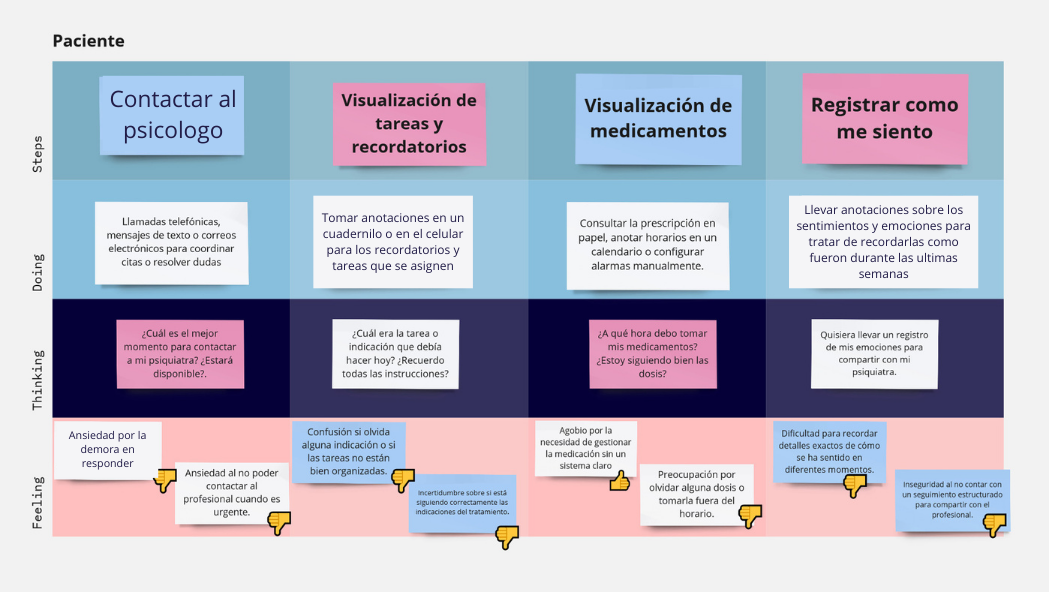 Paciente
Steps
Contactar al
psicologo
Visualización de
tareas y
recordatorios
Visualización de
medicamentos
Registrar como
me siento
Doing
Llamadas telefónicas,
mensajes de texto o correos
electrónicos para coordinar
citas o resolver dudas
Tomar anotaciones en un
cuadernilo o en el celular
para los recordatorios y
tareas que se asignen
Consultar la prescripción en
papel, anotar horarios en un
calendario o configurar
alarmas manualmente.
Llevar anotaciones sobre los
sentimientos y emociones para
tratar de recordarlas como
fueron durante las ultimas
semanas
Thinking
¿Cuál es el mejor
momento para contactar
a mi psiquiatra? ¿Estará
disponible?.
¿Cuál era la tarea o
indicación que debía
hacer hoy? ¿Recuerdo
todas las instrucciones?
¿A qué hora debo tomar
mis medicamentos?
¿Estoy siguiendo bien las
dosis?
Quisiera llevar un registro
de mis emociones para
compartir con mi
psiquiatra.
Feeling
Ansiedad por la
demora en
responder
Ansiedad al no poder
contactar al
profesional cuando es
urgente.
Confusión si olvida
alguna indicación o si
las tareas no están
bien organizadas.
Incertidumbre sobre si está
siguiendo correctamente las
indicaciones del tratamiento.
Agobio por la
necesidad de gestionar
la medicación sin un
sistema claro
Preocupación por
olvidar alguna dosis o
tomarla fuera del
horario.
Dificultad para recordar
detalles exactos de cómo
se ha sentido en
diferentes momentos.
Inseguridad al no contar con
un seguimiento estructurado
para compartir con el
profesional.